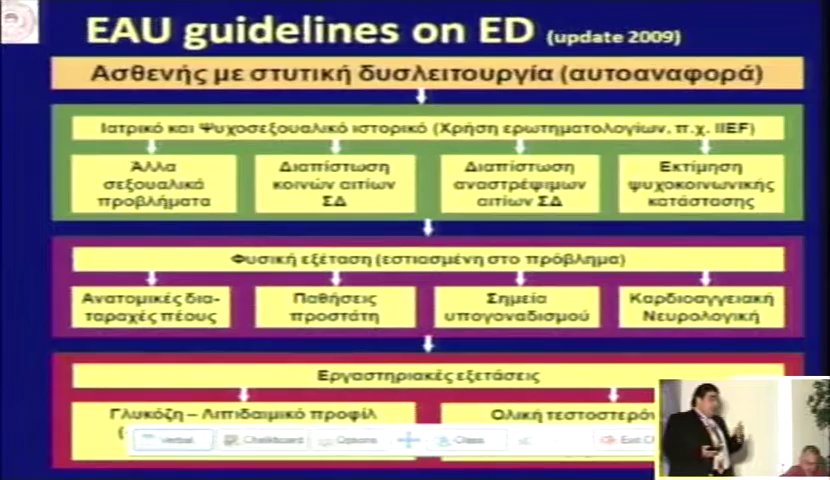 EAU guidelines on ED (update 2009)
Ασθενής με στυτική δυσλειτουργία (αυτοαναφορά)
Ιατρικό και Ψυχοσεξουαλικό ιστορικό (Χρήση ερωτηματολογίων, π.χ. IIEF)
Άλλα
σεξουαλικά
προβλήματα
Διαπίστωση
κοινών αιτίων
ΣΔ
Διαπίστωση
αναστρέψιμων
αιτίων ΣΔ
Εκτίμηση
ψυχοκοινωνικής
κατάστασης
Φυσική εξέταση (εστιασμένη στο πρόβλημα)
Ανατομικές δια-
ταραχές πέους
Παθήσεις
προστάτη
Σημεία
υπογοναδισμού
Καρδιοαγγειακή
Νευρολογική
Εργαστηριακές εξετάσεις
Γλυκόζη – Λιπιδαιμικό προφίλ
Ολική
Verbal
Chalkboard
Options
Class
Exit